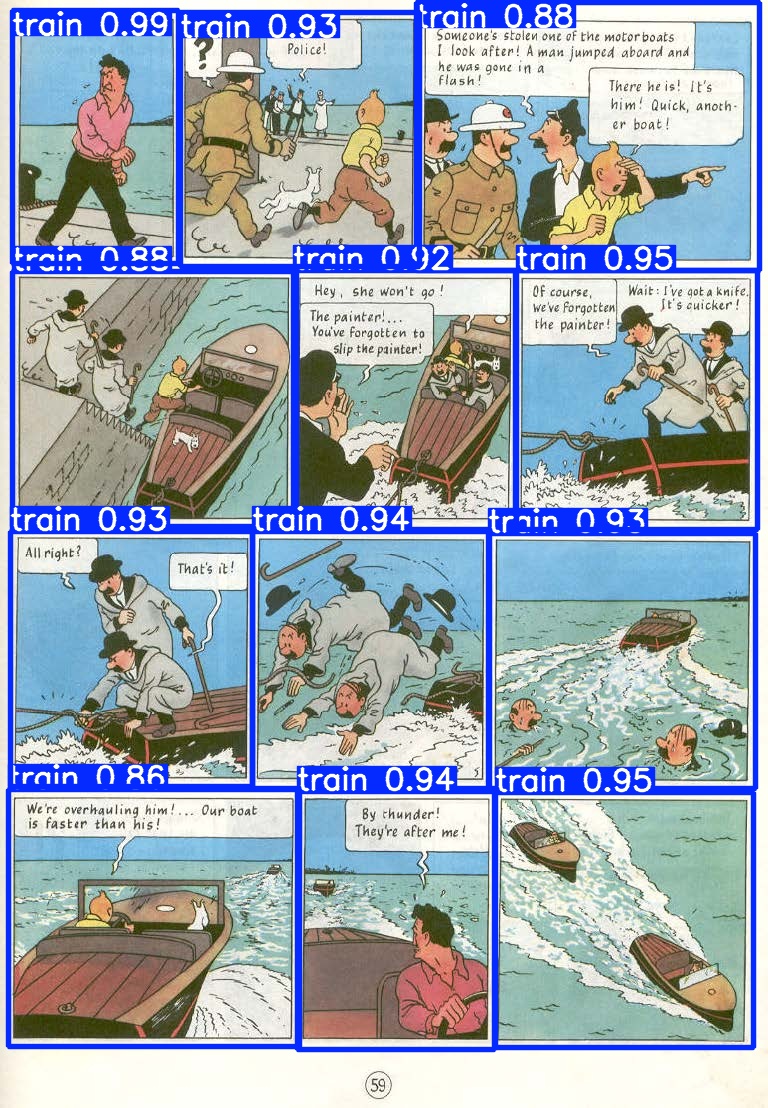 train 0.99
train 0.93
train 0.88
?
Police!
Someone's stolen one of the motorboats
I look after! A man jumped aboard and
he was gone in a
flash!
There he is! It's
him! Quick, anoth-
er boat!
train 0.88
train 0.92
train 0.95
Hey, she won't go!
The painter!...
You've forgotten to
slip the painter!
Of course,
we've forgotten
the painter!
Wait: I've got a knife.
It's quicker!
train 0.93
train 0.94
train 0.93
All right?
That's it!
train 0.86
train 0.94
train 0.95
We're overhauling him!... Our boat
is faster than his!
By thunder!
They're after me!
59